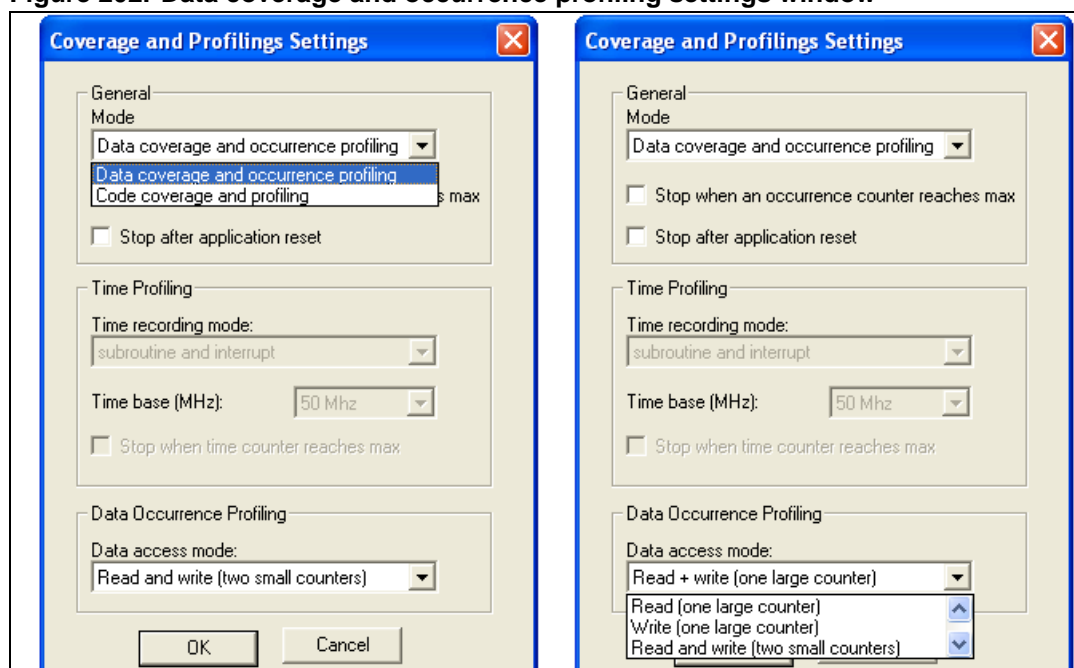 Figure 202. Data coverage and occurrence profiling settings window
Coverage and Profilings Settings
General
Mode
Data coverage and occurrence profiling
Data coverage and occurrence profiling
Code coverage and profiling
s max
Stop after application reset
Time Profiling
Time recording mode:
subroutine and interrupt
Time base (MHz):
50 Mhz
Stop when time counter reaches max
Data Occurrence Profiling
Data access mode:
Read and write (two small counters)
OK
Cancel
Coverage and Profilings Settings
General
Mode
Data coverage and occurrence profiling
Stop when an occurrence counter reaches max
Stop after application reset
Time Profiling
Time recording mode:
subroutine and interrupt
Time base (MHz):
50 Mhz
Stop when time counter reaches max
Data Occurrence Profiling
Data access mode:
Read + write (one large counter)
Read (one large counter)
Write (one large counter)
Read and write (two small counters)